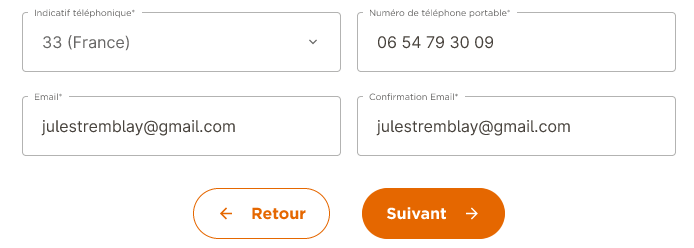 Indicatif téléphonique*
Numéro de téléphone portable*
33 (France)
06 54 79 30 09
Email*
Confirmation Email*
julestremblay@gmail.com
julestremblay@gmail.com
Retour
Suivant